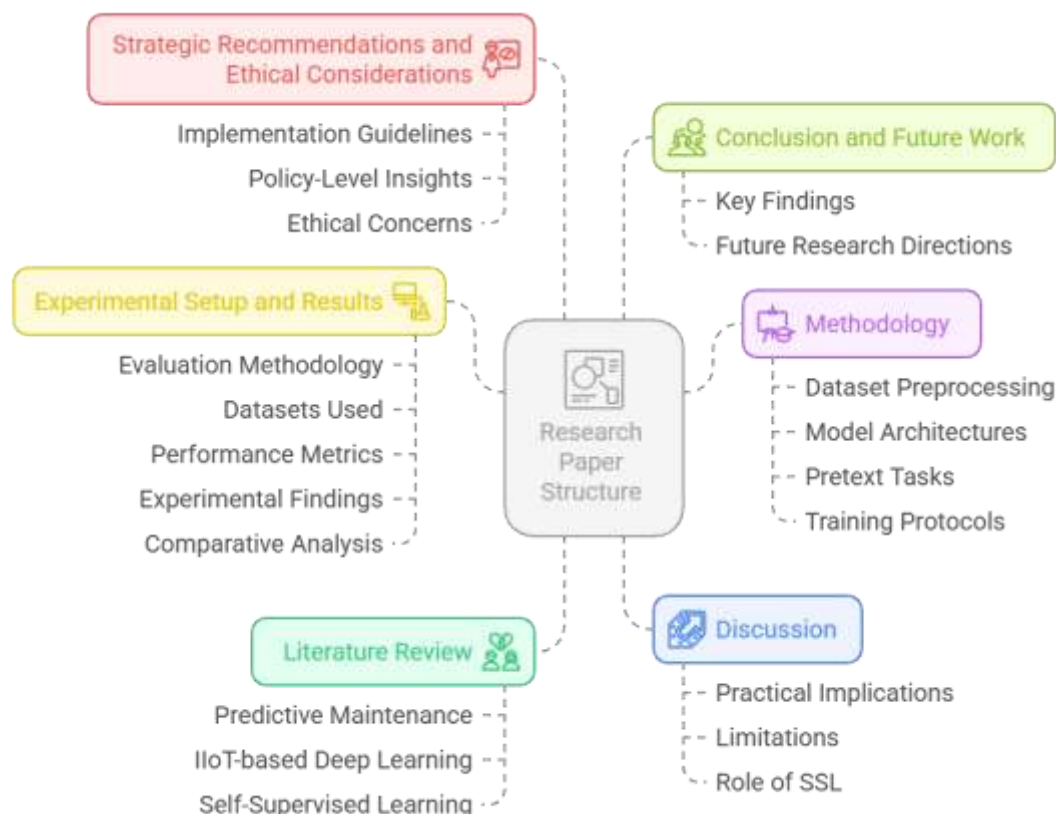 Strategic Recommendations and
Ethical Considerations
Implementation Guidelines
Policy-Level Insights
Ethical Concerns
Experimental Setup and Results
Evaluation Methodology
Datasets Used
Performance Metrics
Experimental Findings
Comparative Analysis
Literature Review
Predictive Maintenance
IIoT-based Deep Learning
Self-Supervised Learning
Research
Paper
Structure
Conclusion and Future Work
Key Findings
Future Research Directions
Methodology
Dataset Preprocessing
Model Architectures
Pretext Tasks
Training Protocols
Discussion
Practical Implications
Limitations
Role of SSL